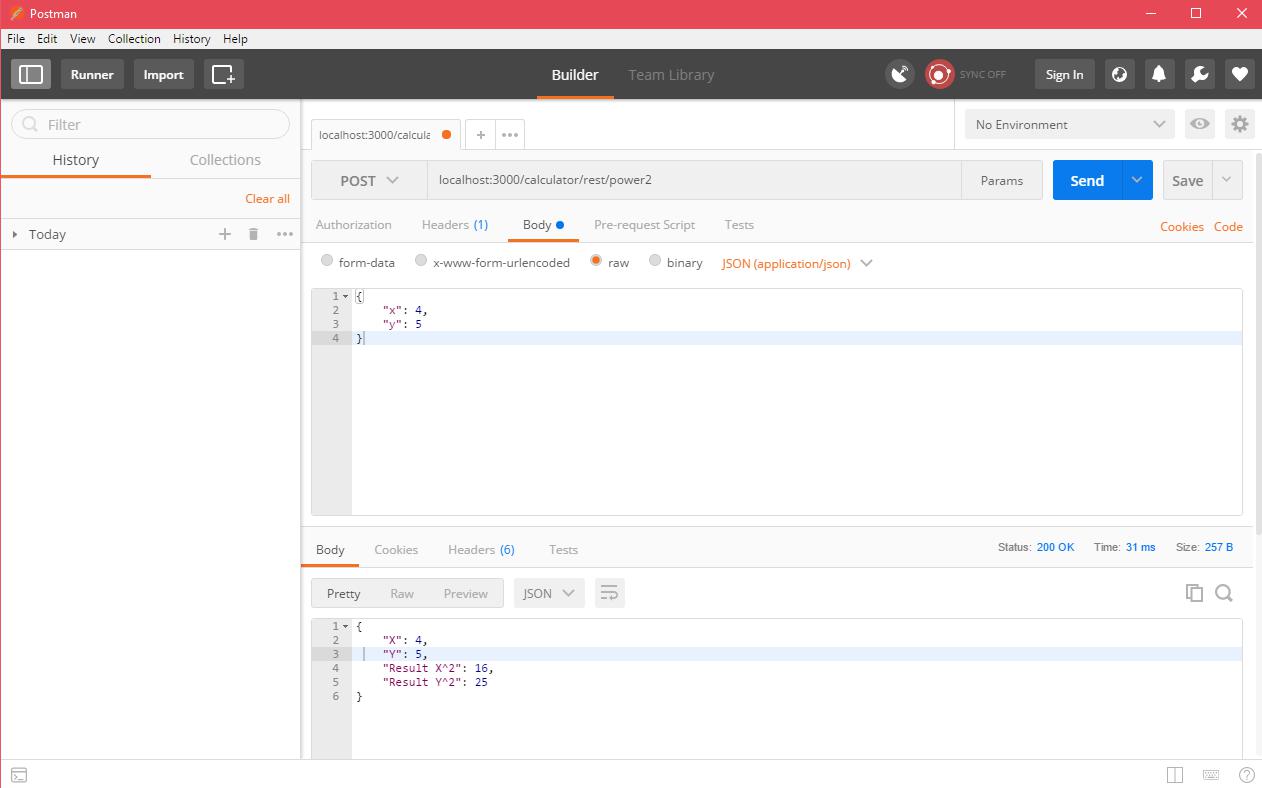 Postman
File Edit View Collection History Help
Runner Import Builder Team Library SYNC OFF Sign In
Filter
History Collections
Clear all
Today
localhost:3000/calcula
No Environment
POST localhost:3000/calculator/rest/power2 Params Send Save
Authorization Headers (1) Body Pre-request Script Tests Cookies Code
form-data x-www-form-urlencoded raw binary JSON (application/json)
1 {
2 "x": 4,
3 "y": 5
4 }
Body Cookies Headers (6) Tests Status: 200 OK Time: 31 ms Size: 257 B
Pretty Raw Preview JSON
1 {
2 "X": 4,
3 "Y": 5,
4 "Result X^2": 16,
5 "Result Y^2": 25
6 }